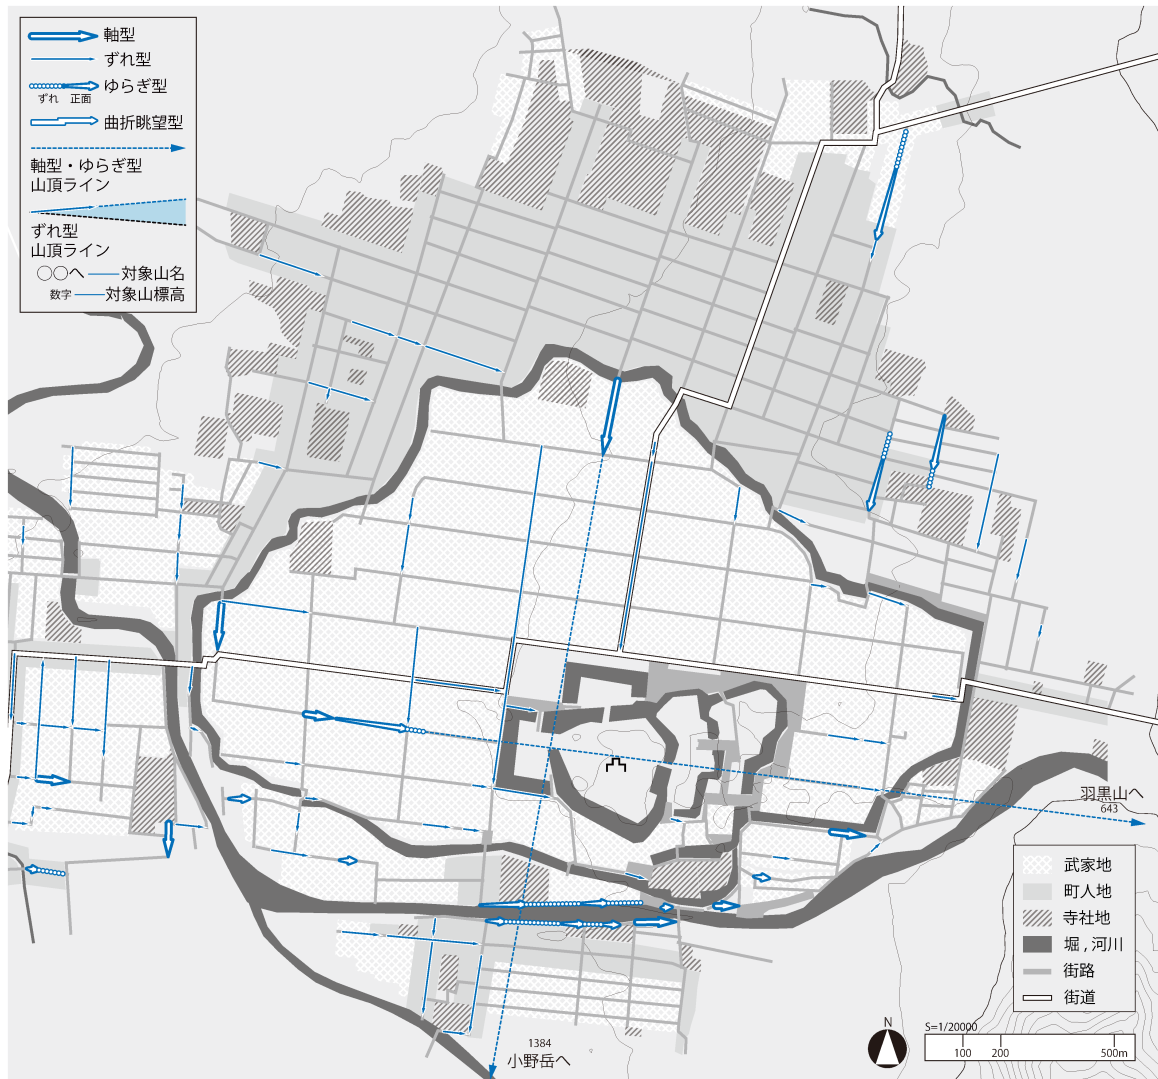 軸型
ずれ型
ゆらぎ型
ずれ 正面
曲折眺望型
軸型・ゆらぎ型
山頂ライン
ずれ型
山頂ライン
○○へ 対象山名
数字 対象山標高
羽黒山へ
643
武家地
町人地
寺社地
堀,河川
街路
街道
N
S=1/20000
100 200 500m
1384
小野岳へ